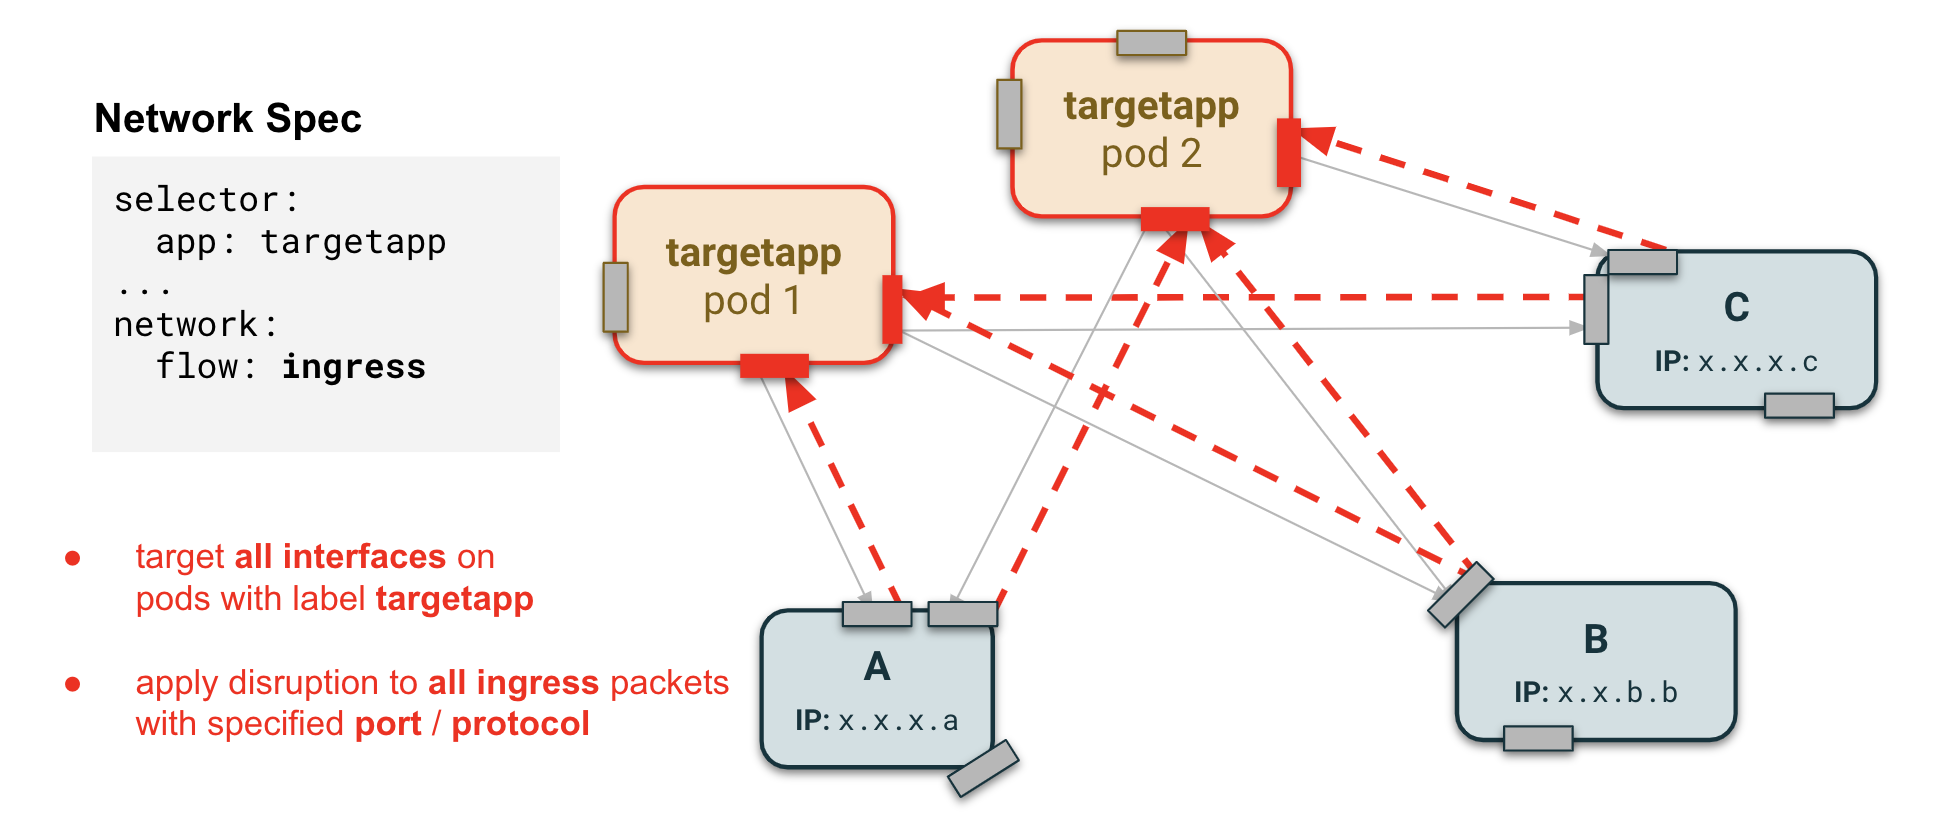 Network Spec
selector:
  app: targetapp
...
network:
  flow: ingress
● target all interfaces on
pods with label targetapp
● apply disruption to all ingress packets
with specified port / protocol
targetapp
pod 1
targetapp
pod 2
A
IP: x.x.x.a
B
IP: x.x.b.b
C
IP: x.x.x.c